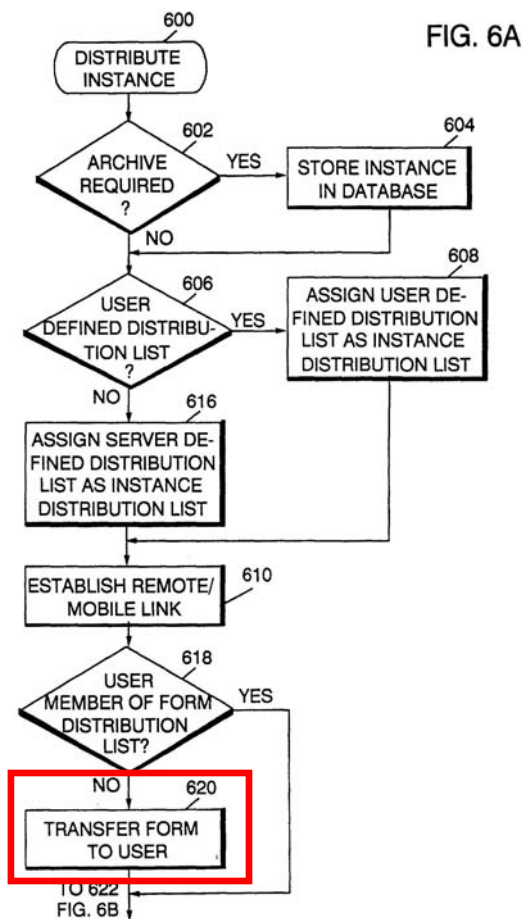 600
FIG. 6A
DISTRIBUTE
INSTANCE
602
ARCHIVE
REQUIRED
?
YES
604
STORE INSTANCE
IN DATABASE
NO
606
USER
DEFINED DISTRIBU-
TION LIST
?
YES
608
ASSIGN USER DE-
FINED DISTRIBUTION
LIST AS INSTANCE
DISTRIBUTION LIST
NO
616
ASSIGN SERVER DE-
FINED DISTRIBUTION
LIST AS INSTANCE
DISTRIBUTION LIST
ESTABLISH REMOTE/
MOBILE LINK
610
618
USER
MEMBER OF FORM
DISTRIBUTION
LIST?
YES
NO
620
TRANSFER FORM
TO USER
TO 622
FIG. 6B